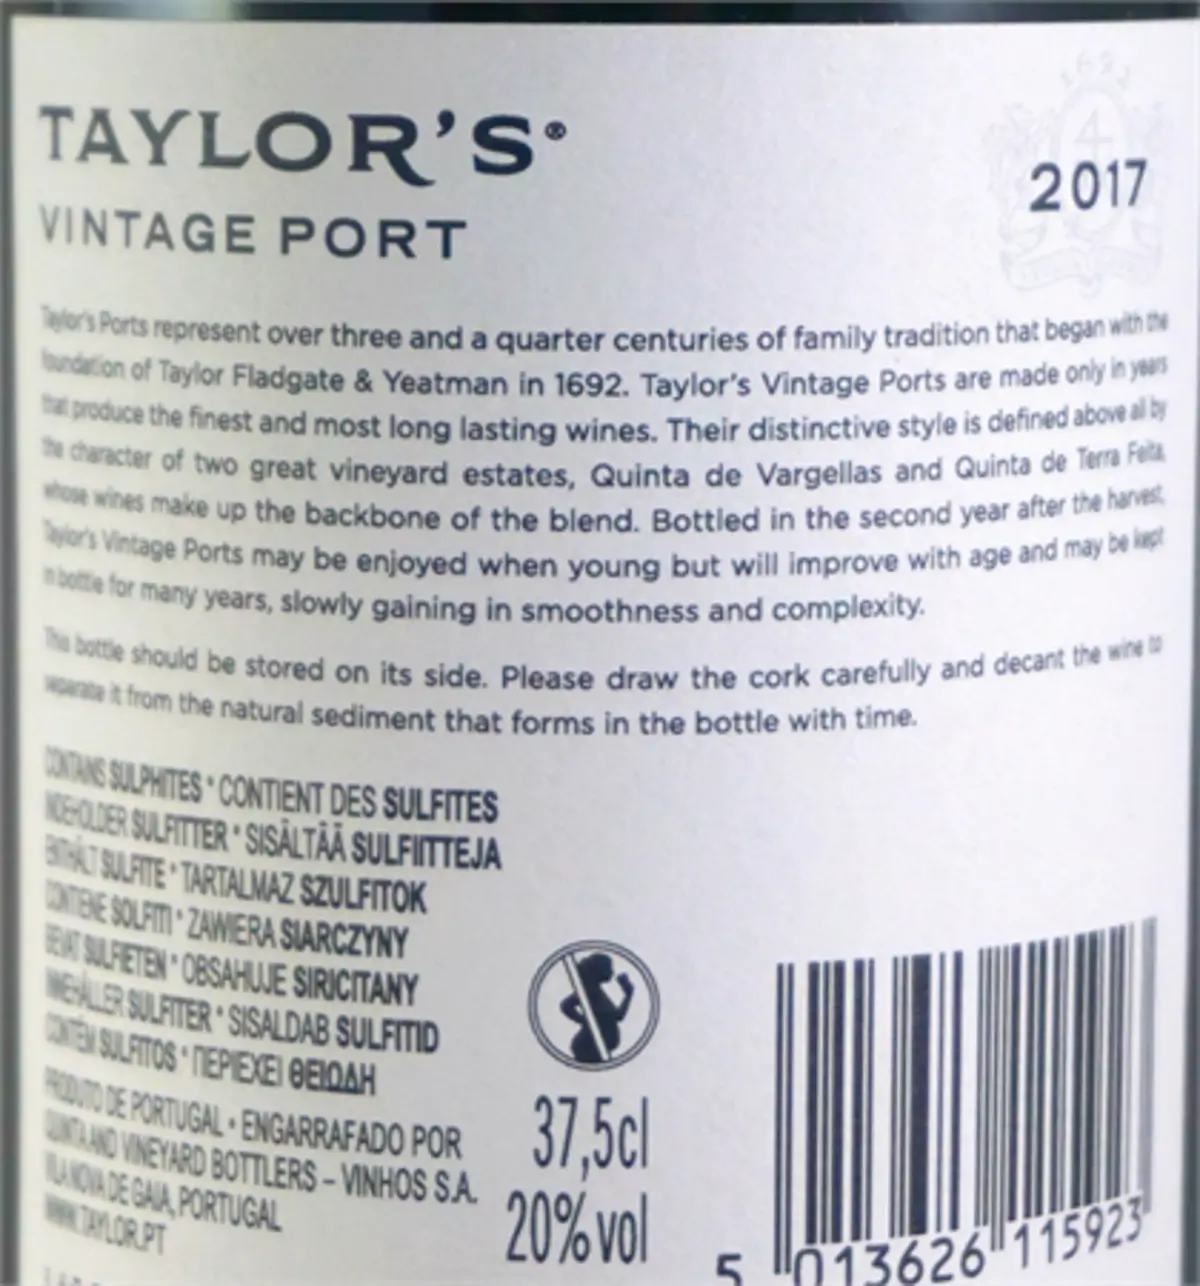 TAYLOR'S®
VINTAGE PORT
1692
4
2017
Taylor's Ports represent over three and a quarter centuries of family tradition that began with the
foundation of Taylor Fladgate & Yeatman in 1692. Taylor's Vintage Ports are made only in years
that produce the finest and most long lasting wines. Their distinctive style is defined above all by
the character of two great vineyard estates, Quinta de Vargellas and Quinta de Terra Feita,
whose wines make up the backbone of the blend. Bottled in the second year after the harvest,
Taylor's Vintage Ports may be enjoyed when young but will improve with age and may be kept
in bottle for many years, slowly gaining in smoothness and complexity.
This bottle should be stored on its side. Please draw the cork carefully and decant the wine to
separate it from the natural sediment that forms in the bottle with time.
CONTAINS SULPHITES • CONTIENT DES SULFITES
INDEHOLDER SULFITTER • SISÄLTÄÄ SULFIITTEJA
ENTHÄLT SULFITE • TARTALMAZ SZULFITOK
CONTIENE SOLFITI • ZAWIERA SIARCZYNY
BEVAT SULFIETEN • OBSAHUJE SIRICITANY
INNEHÅLLER SULFITER • SISALDAB SULFITID
CONTÉM SULFITOS • ΠΕΡΙΕΧΕΙ ΘΕΙΩΔΗ
PRODUTO DE PORTUGAL • ENGARRAFADO POR
QUINTA AND VINEYARD BOTTLERS – VINHOS S.A.
VILA NOVA DE GAIA, PORTUGAL
WWW.TAYLOR.PT
37,5cl
20%vol
5 013626 115923